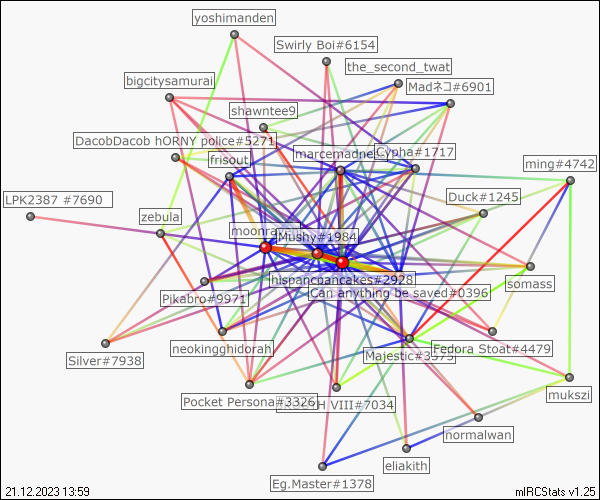 yoshimanden
Swirly Boi#6154
the_second_twat
bigcitysamurai
Madネコ#6901
shawntee9
DacobDacob hORNY police#5271
marcemadne
Cypha#1717
frisout
ming#4742
LPK2387 #7690
Duck#1245
zebula
moonra
Mushy#1984
hispanopancakes#2928
somass
Can anything be saved#0396
Pikabro#9971
neokingghidorah
Majestic#3375
Fedora Stoat#4479
Silver#7938
mukszi
Pocket Persona#3326
TH VIII#7034
normalwan
eliakith
Eg.Master#1378
21.12.2023 13:59
mIRCStats v1.25